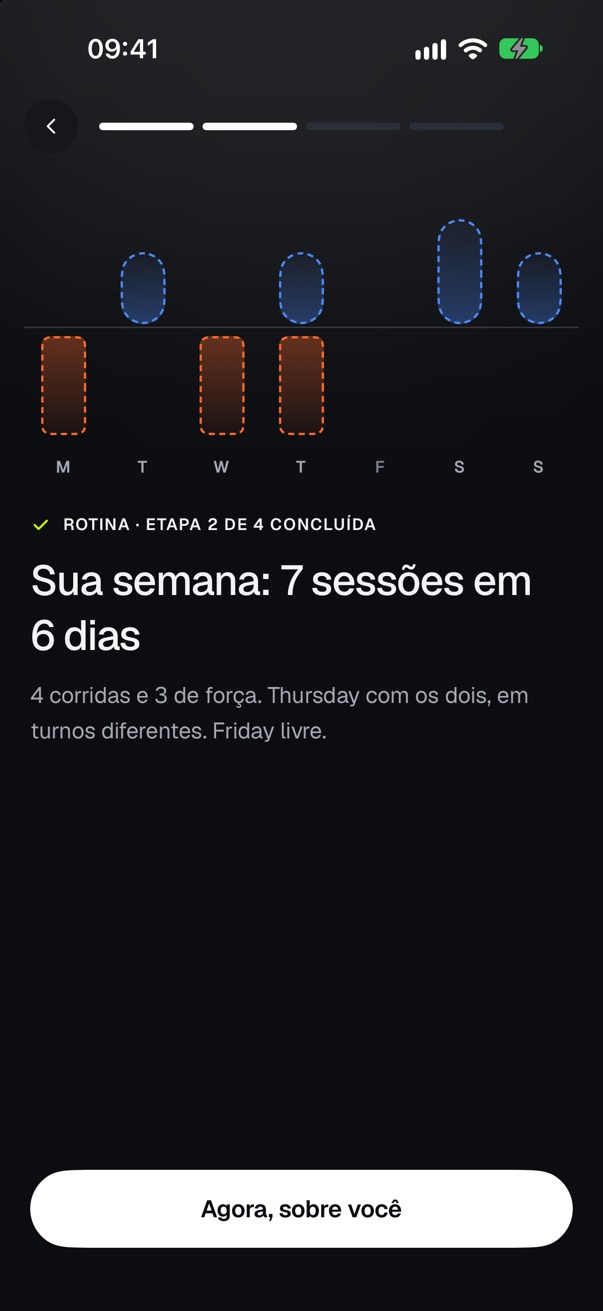 09:41
M T W T F S S
ROTINA · ETAPA 2 DE 4 CONCLUÍDA
Sua semana: 7 sessões em
6 dias
4 corridas e 3 de força. Thursday com os dois, em
turnos diferentes. Friday livre.
Agora, sobre você